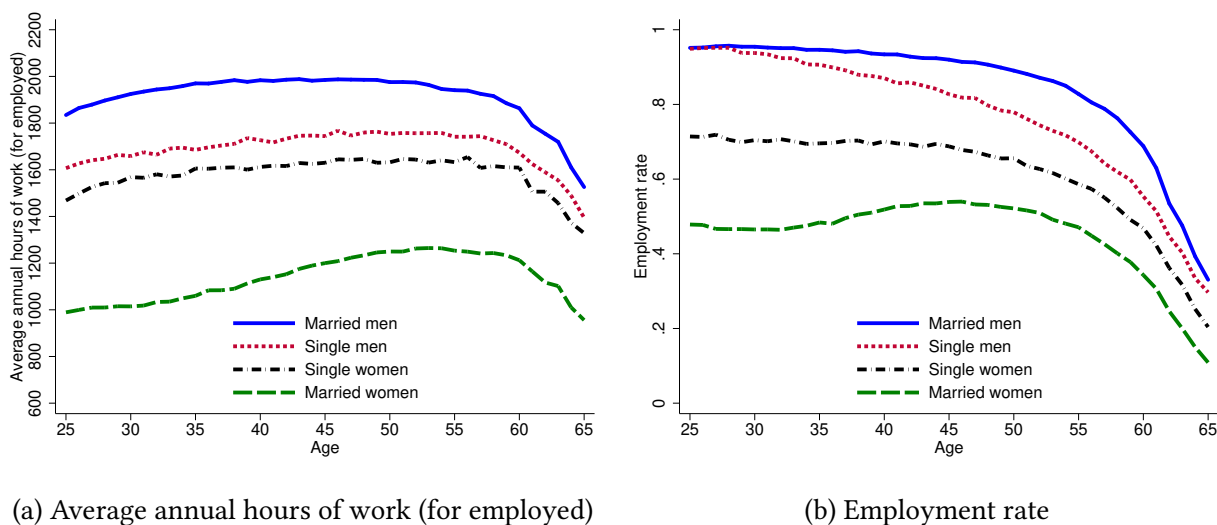 Average annual hours of work (for employed)
2200
2000
1800
1600
1400
1200
1000
800
600
Married men
Single men
Single women
Married women
25 30 35 40 45 50 55 60 65
Age
Employment rate
1
.8
.6
.4
.2
0
Married men
Single men
Single women
Married women
25 30 35 40 45 50 55 60 65
Age
(a) Average annual hours of work (for employed)
(b) Employment rate